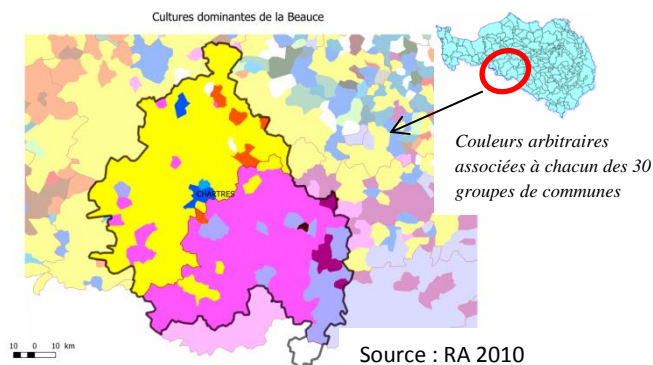 Cultures dominantes de la Beauce
CHARTRES
Couleurs arbitraires
associées à chacun des 30
groupes de communes
10 0 10 km
Source : RA 2010